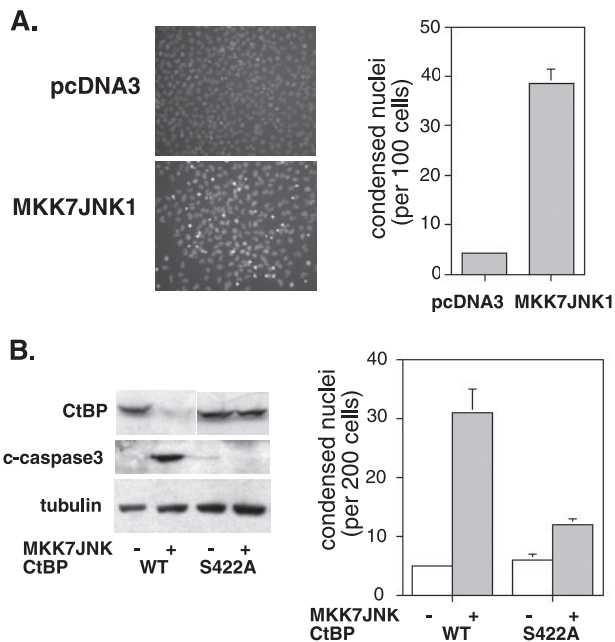 A.
pcDNA3
MKK7JNK1
condensed nuclei
(per 100 cells)
50
40
30
20
10
0
pcDNA3 MKK7JNK1
B.
CtBP
c-caspase3
tubulin
MKK7JNK - + - +
CtBP WT S422A
condensed nuclei
(per 200 cells)
40
30
20
10
0
MKK7JNK - + - +
CtBP WT S422A